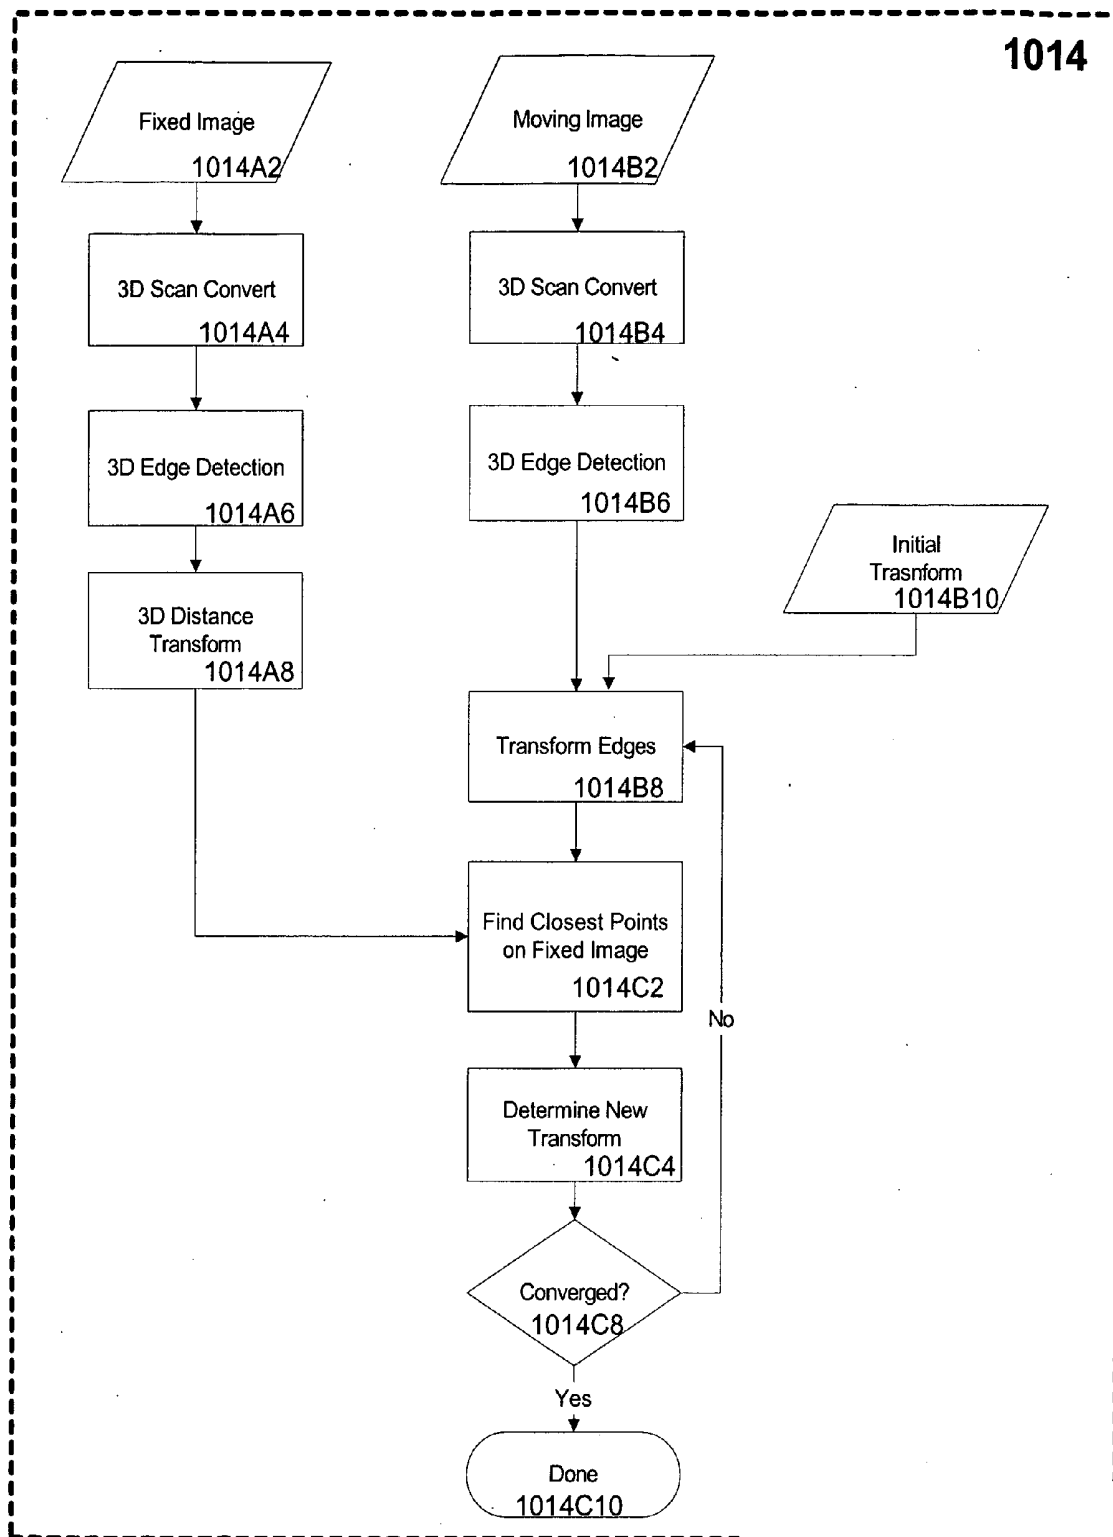 1014
Fixed Image
1014A2
Moving Image
1014B2
3D Scan Convert
1014A4
3D Scan Convert
1014B4
3D Edge Detection
1014A6
3D Edge Detection
1014B6
Initial
Trasnform
1014B10
3D Distance
Transform
1014A8
Transform Edges
1014B8
Find Closest Points
on Fixed Image
1014C2
No
Determine New
Transform
1014C4
Converged?
1014C8
Yes
Done
1014C10